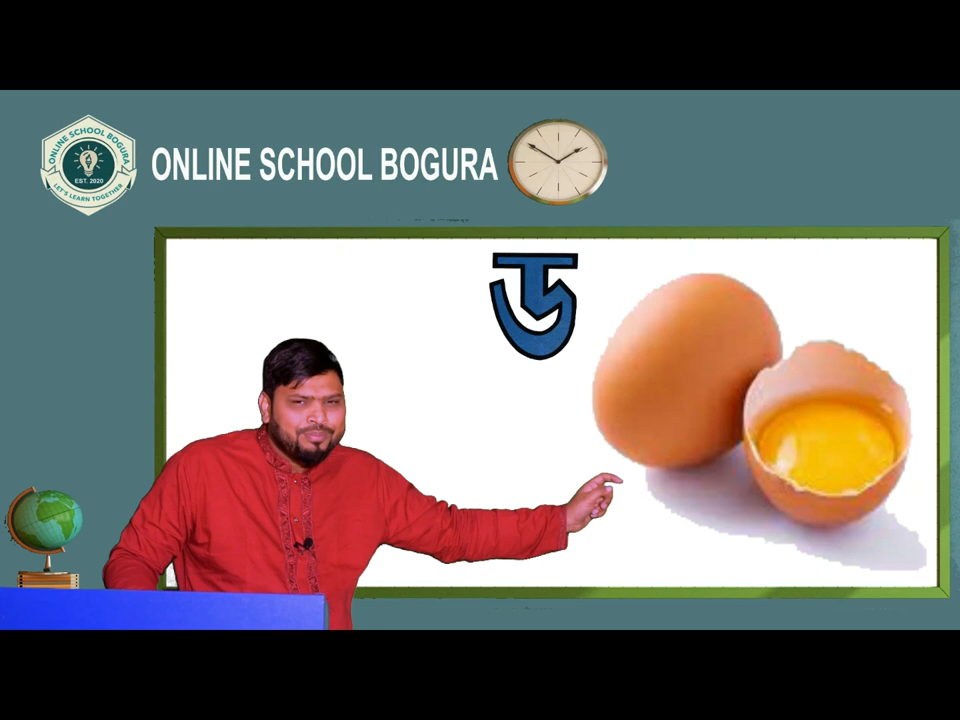 ONLINE SCHOOL BOGURA
EST. 2020
LET'S LEARN TOGETHER
ONLINE SCHOOL BOGURA
ড